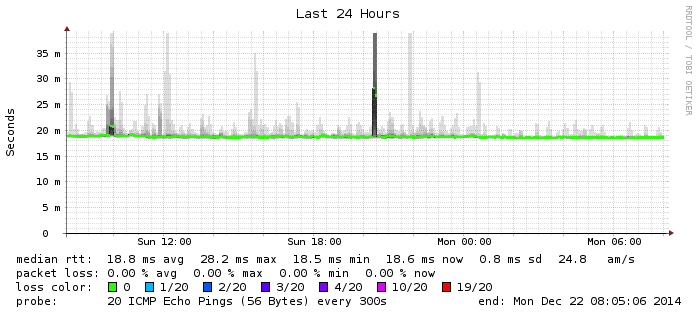 Last 24 Hours
RRDTOOL / TOBI OETIKER
Seconds
35 m
30 m
25 m
20 m
15 m
10 m
5 m
0
Sun 12:00 Sun 18:00 Mon 00:00 Mon 06:00
median rtt: 18.8 ms avg 28.2 ms max 18.5 ms min 18.6 ms now 0.8 ms sd 24.8 am/s
packet loss: 0.00 % avg 0.00 % max 0.00 % min 0.00 % now
loss color: 0 1/20 2/20 3/20 4/20 10/20 19/20
probe: 20 ICMP Echo Pings (56 Bytes) every 300s end: Mon Dec 22 08:05:06 2014